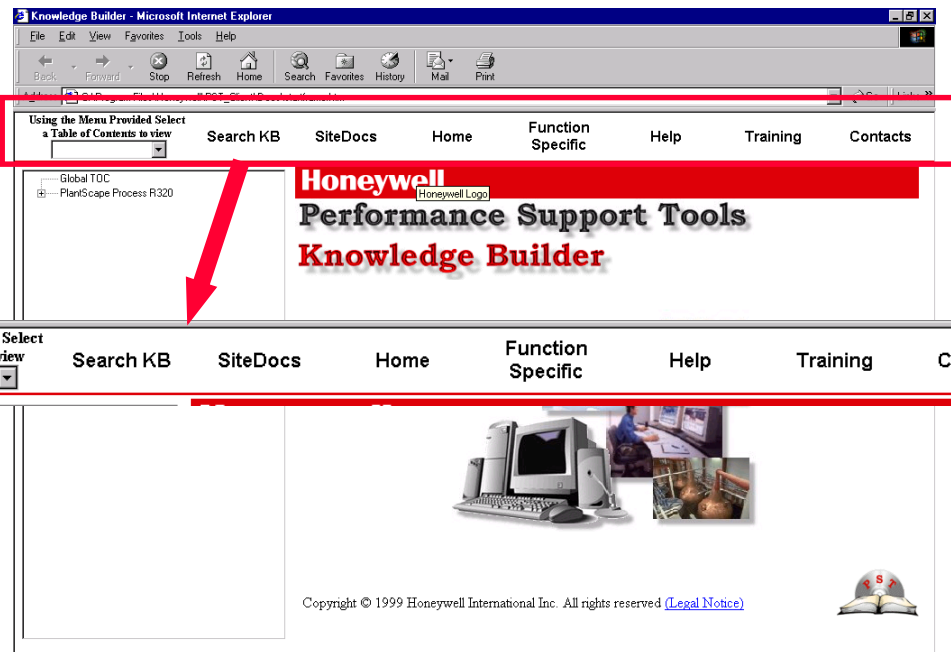 Knowledge Builder - Microsoft Internet Explorer
File Edit View Favorites Tools Help
Back Forward Stop Refresh Home Search Favorites History Mail Print
Using the Menu Provided Select
a Table of Contents to view
Search KB SiteDocs Home Function Specific Help Training Contacts
Global TOC
PlantScape Process R320
Honeywell
Honeywell Logo
Performance Support Tools
Knowledge Builder
Select
view
Search KB SiteDocs Home Function Specific Help Training C
Copyright © 1999 Honeywell International Inc. All rights reserved (Legal Notice)
PST